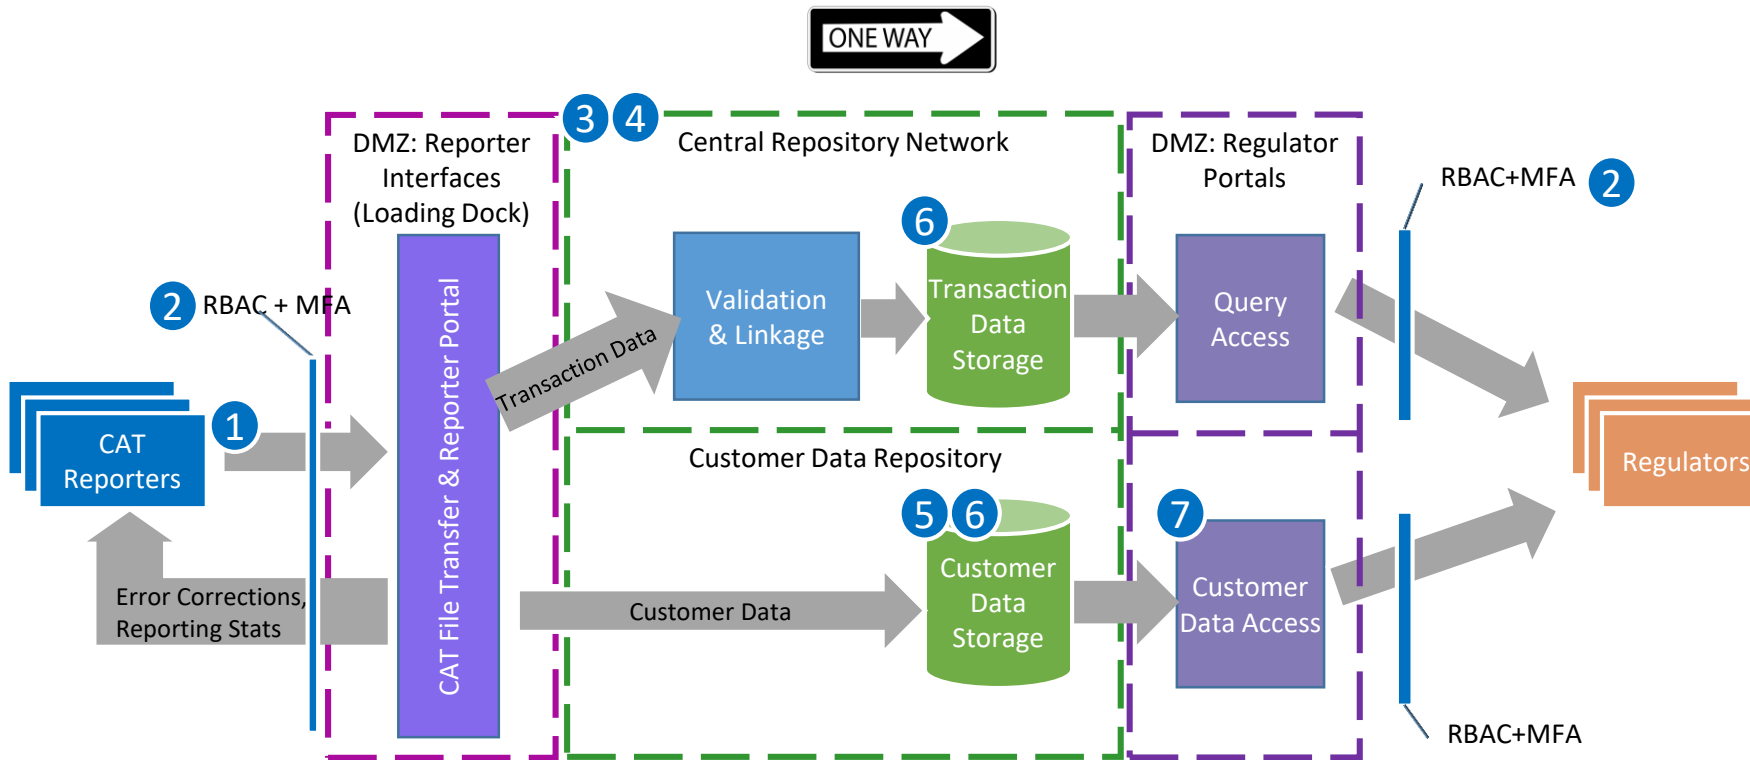 ONE WAY
3
4
DMZ: Reporter
Interfaces
(Loading Dock)
Central Repository Network
DMZ: Regulator
Portals
RBAC+MFA
2
6
2
RBAC + MFA
CAT File Transfer & Reporter Portal
Transaction Data
Validation
& Linkage
Transaction
Data
Storage
Query
Access
1
CAT
Reporters
Customer Data Repository
Regulators
5
6
7
Error Corrections,
Reporting Stats
Customer Data
Customer
Data
Storage
Customer
Data Access
RBAC+MFA